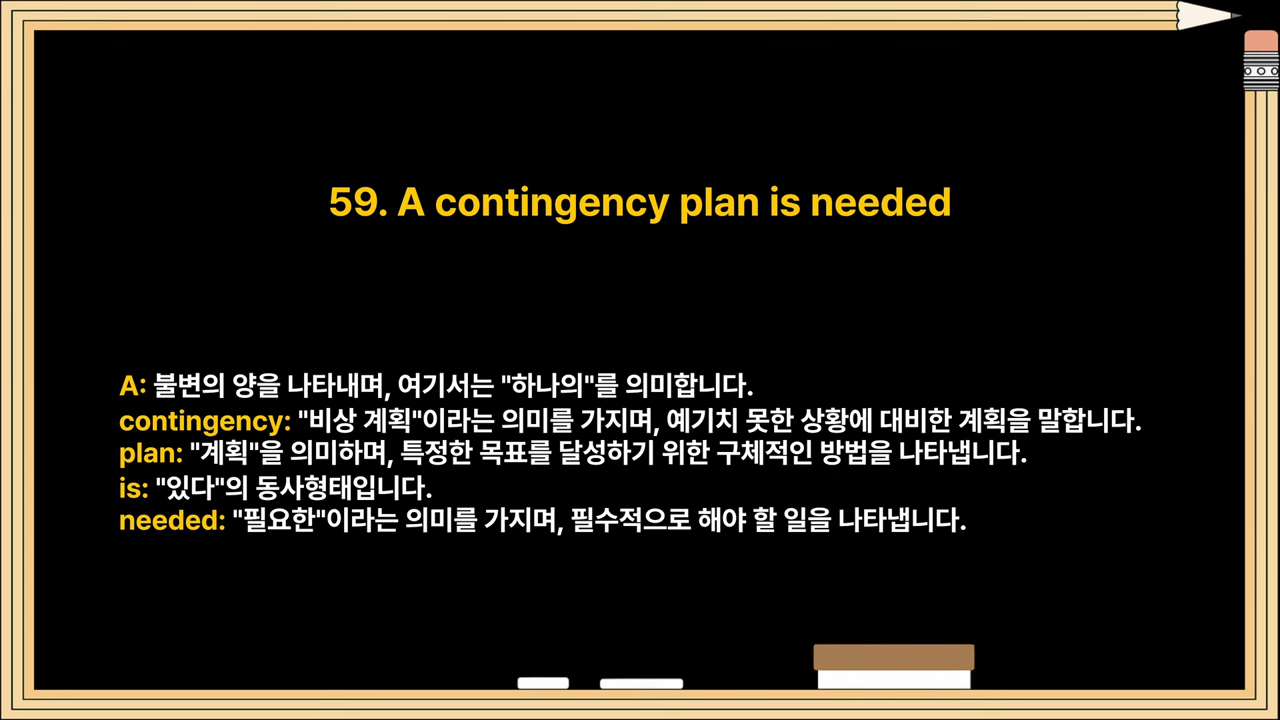 59. A contingency plan is needed
A: 불변의 양을 나타내며, 여기서는 "하나의"를 의미합니다.
contingency: "비상 계획"이라는 의미를 가지며, 예기치 못한 상황에 대비한 계획을 말합니다.
plan: "계획"을 의미하며, 특정한 목표를 달성하기 위한 구체적인 방법을 나타냅니다.
is: "있다"의 동사형태입니다.
needed: "필요한"이라는 의미를 가지며, 필수적으로 해야 할 일을 나타냅니다.